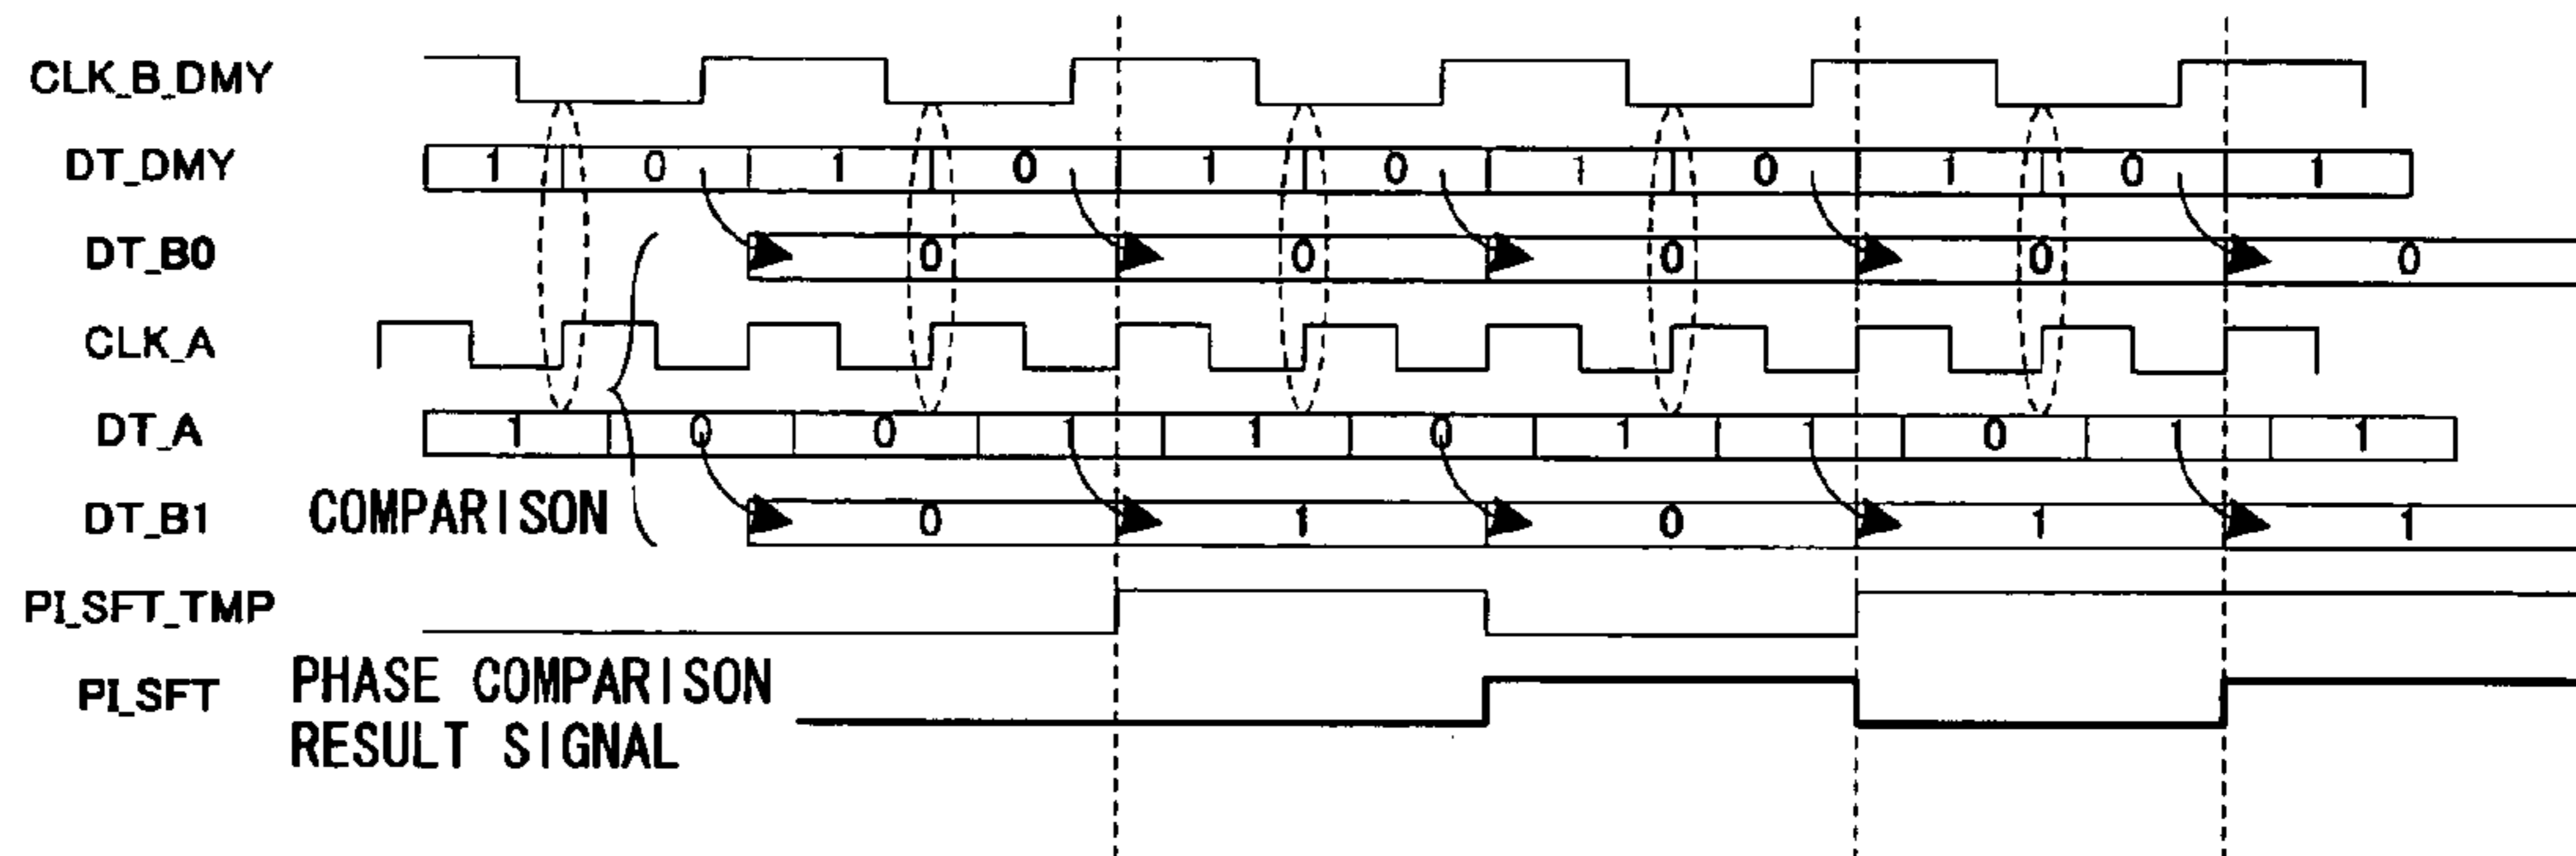 CLK_B_DMY
DT_DMY 1 0 1 0 1 0 1 0 1 0 1
DT_B0 0 0 0 0 0
CLK_A
DT_A 1 0 0 1 1 0 1 1 0 1 1
DT_B1 COMPARISON 0 1 0 1 1
PI_SFT_TMP
PI_SFT PHASE COMPARISON
RESULT SIGNAL